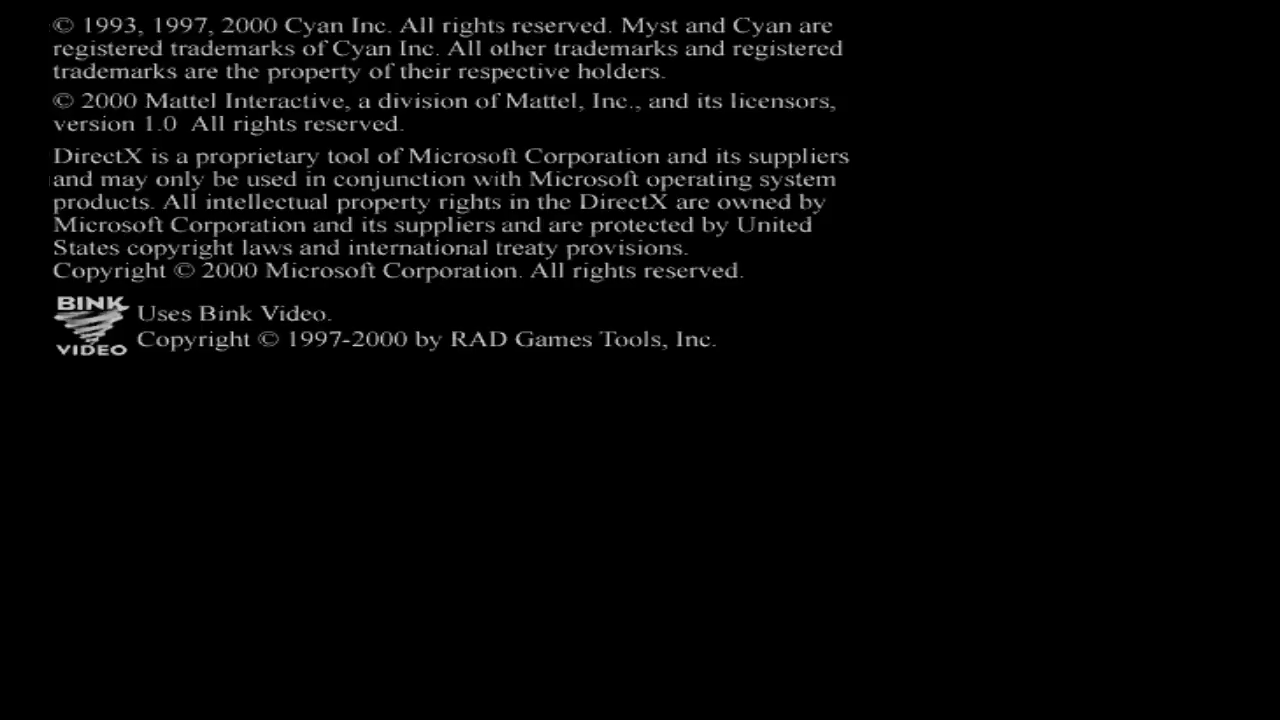 © 1993, 1997, 2000 Cyan Inc. All rights reserved. Myst and Cyan are
registered trademarks of Cyan Inc. All other trademarks and registered
trademarks are the property of their respective holders.
© 2000 Mattel Interactive, a division of Mattel, Inc., and its licensors,
version 1.0 All rights reserved.
DirectX is a proprietary tool of Microsoft Corporation and its suppliers
and may only be used in conjunction with Microsoft operating system
products. All intellectual property rights in the DirectX are owned by
Microsoft Corporation and its suppliers and are protected by United
States copyright laws and international treaty provisions.
Copyright © 2000 Microsoft Corporation. All rights reserved.
BINK
VIDEO
Uses Bink Video.
Copyright © 1997-2000 by RAD Games Tools, Inc.